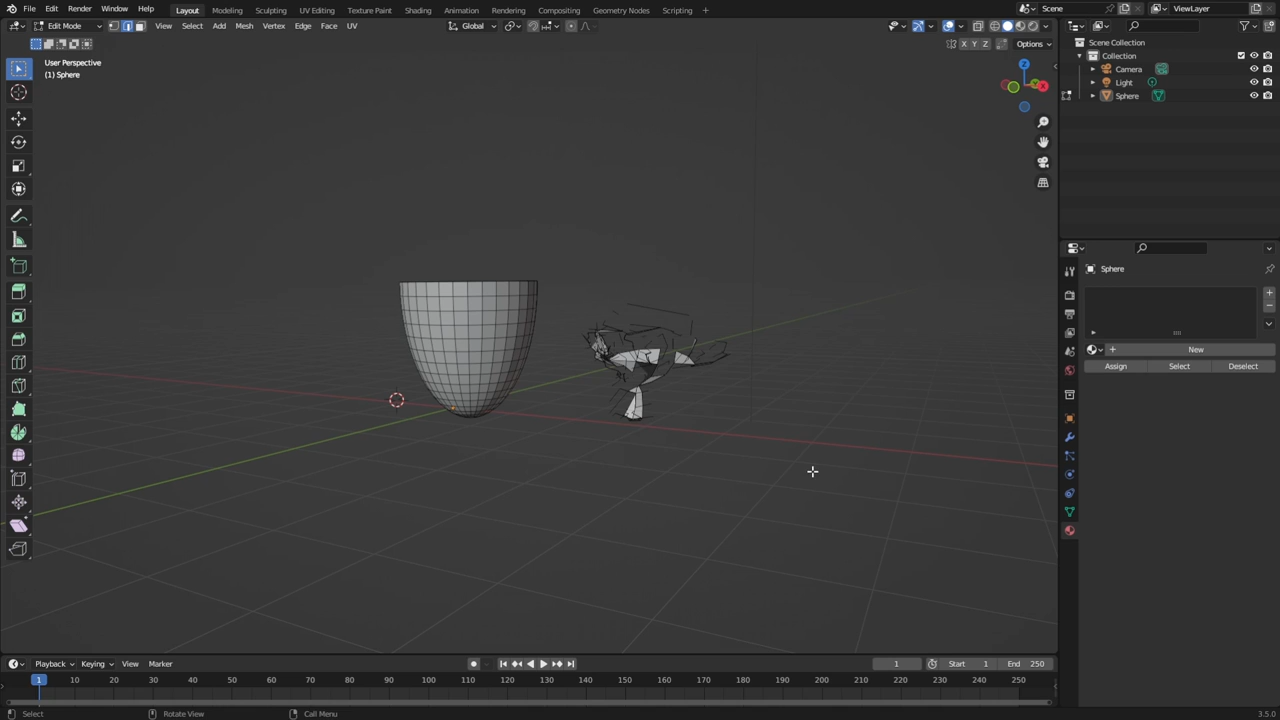 File Edit Render Window Help Layout Modeling Sculpting UV Editing Texture Paint Shading Animation Rendering Compositing Geometry Nodes Scripting + Scene ViewLayer
Edit Mode View Select Add Mesh Vertex Edge Face UV Global
X Y Z Options
User Perspective
(1) Sphere
Z
X
Scene Collection
Collection
Camera
Light
Sphere
Sphere
New
Assign Select Deselect
Playback Keying View Marker 1 Start 1 End 250
1 10 20 30 40 50 60 70 80 90 100 110 120 130 140 150 160 170 180 190 200 210 220 230 240 250
Select Rotate View Call Menu 3.5.0